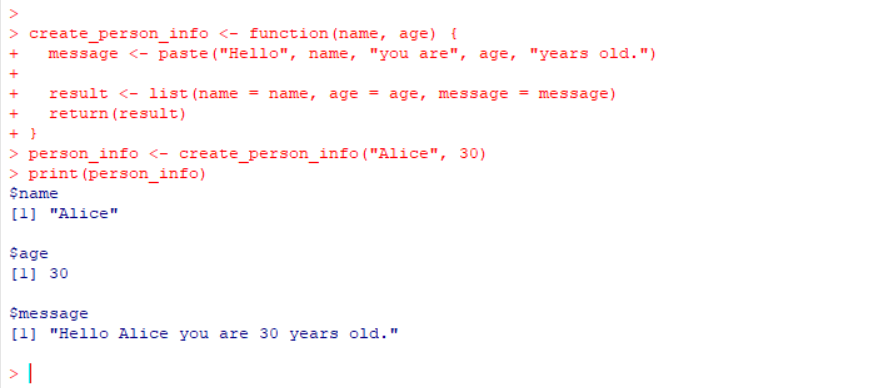 >
> create_person_info <- function(name, age) {
+   message <- paste("Hello", name, "you are", age, "years old.")
+
+   result <- list(name = name, age = age, message = message)
+   return(result)
+ }
> person_info <- create_person_info("Alice", 30)
> print(person_info)
$name
[1] "Alice"

$age
[1] 30

$message
[1] "Hello Alice you are 30 years old."

>